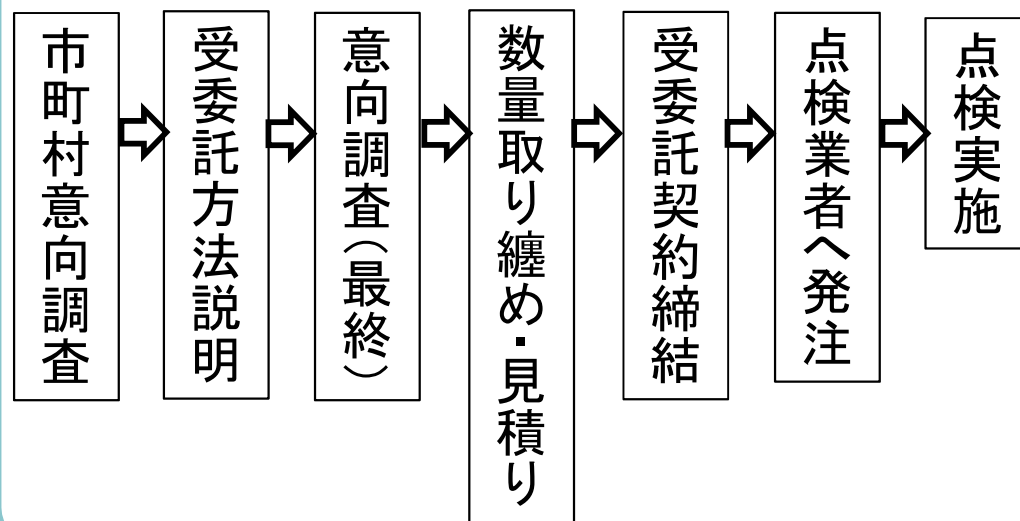 市町村意向調査
受委託方法説明
意向調査（最終）
数量取り纏め・見積り
受委託契約締結
点検業者へ発注
点検実施